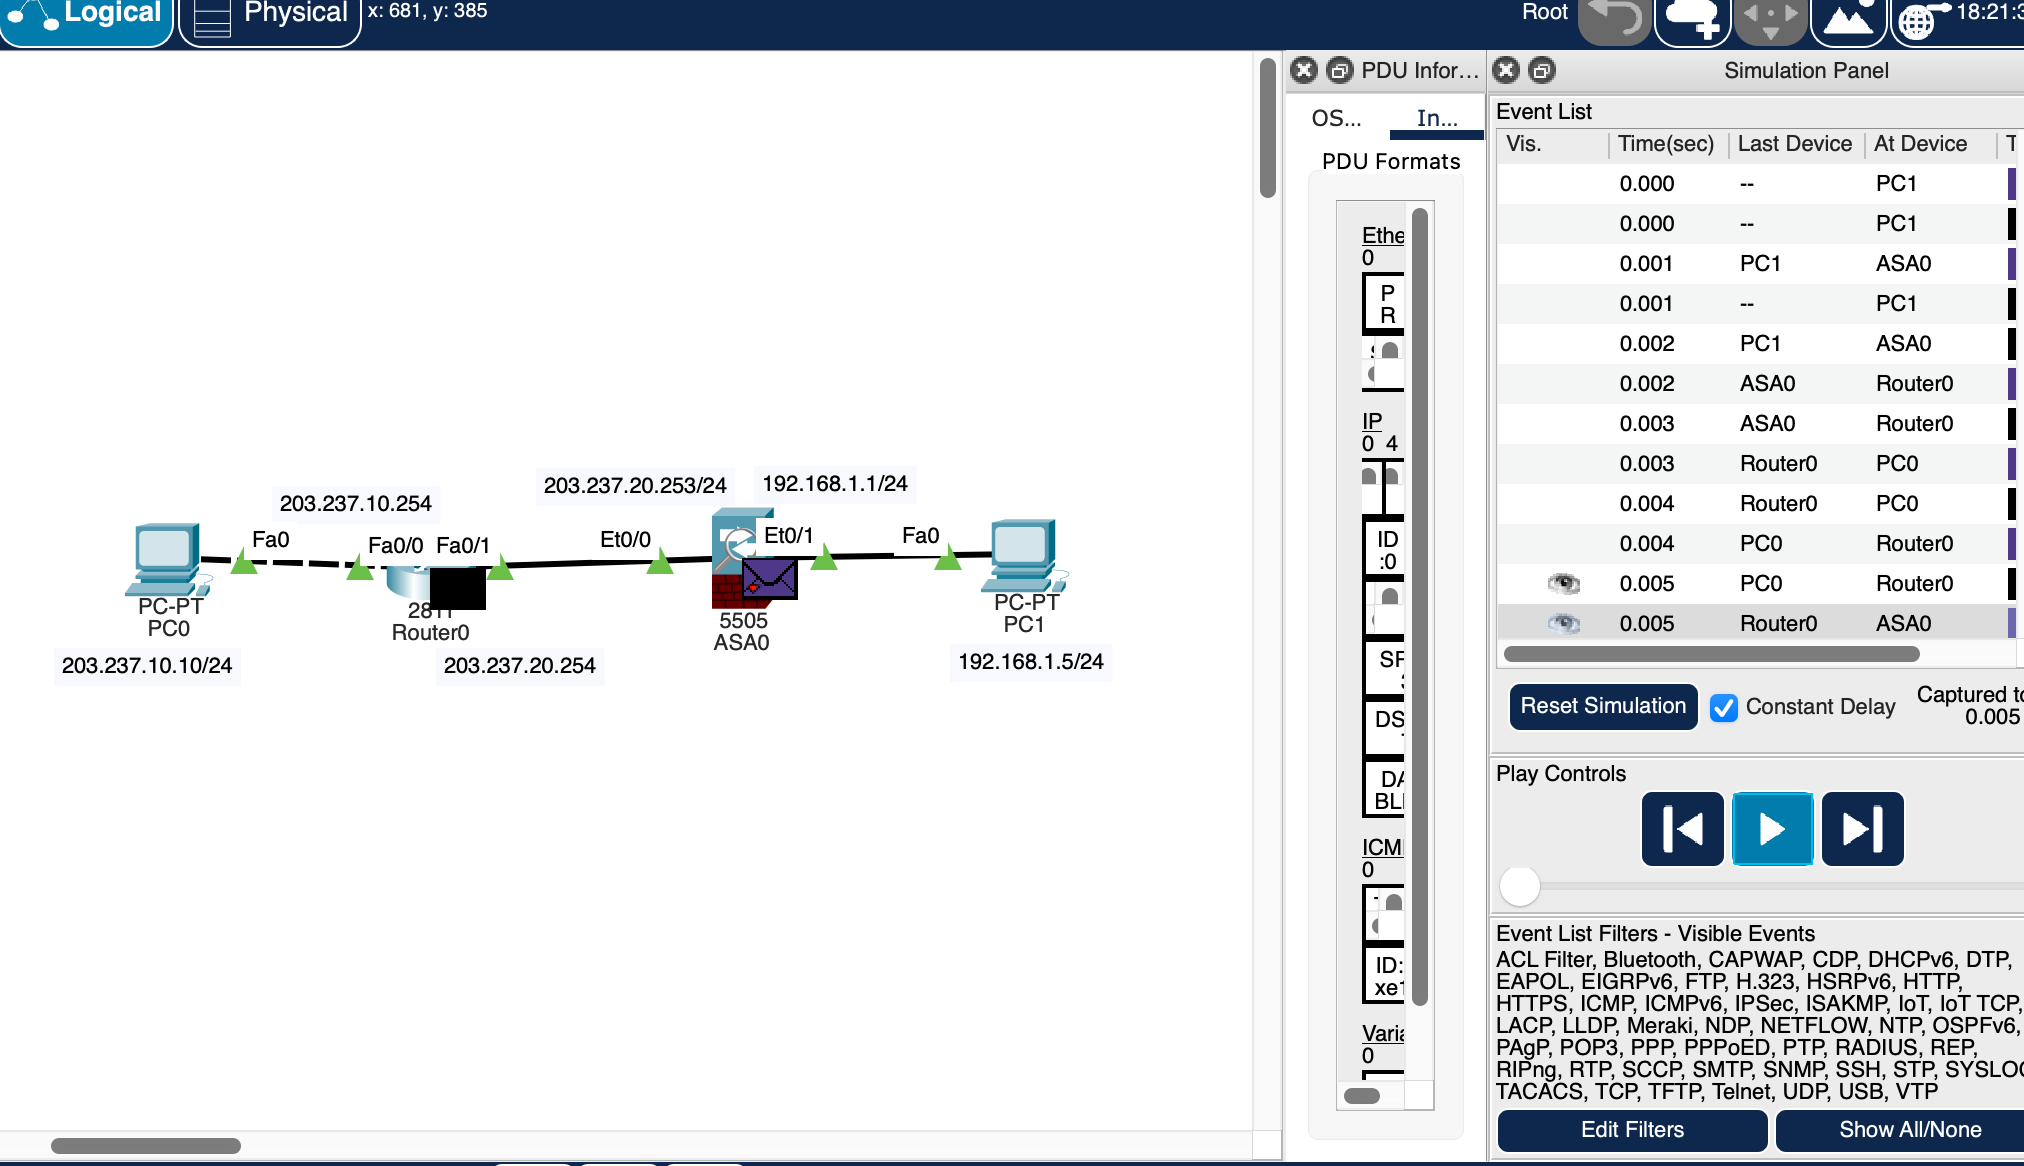 Logical
Physical
x: 681, y: 385
Root
18:21:3
PDU Infor...
OS...
In...
PDU Formats
Ethe
0
P
R
IP
0 4
ID
:0
SF
DS
DA
BL
ICM
0
ID:
xe1
Varia
0
Simulation Panel
Event List
Vis. Time(sec) Last Device At Device T
0.000 -- PC1
0.000 -- PC1
0.001 PC1 ASA0
0.001 -- PC1
0.002 PC1 ASA0
0.002 ASA0 Router0
0.003 ASA0 Router0
0.003 Router0 PC0
0.004 Router0 PC0
0.004 PC0 Router0
0.005 PC0 Router0
0.005 Router0 ASA0
Reset Simulation
Constant Delay
Captured to
0.005
Play Controls
Event List Filters - Visible Events
ACL Filter, Bluetooth, CAPWAP, CDP, DHCPv6, DTP,
EAPOL, EIGRPv6, FTP, H.323, HSRPv6, HTTP,
HTTPS, ICMP, ICMPv6, IPSec, ISAKMP, IoT, IoT TCP,
LACP, LLDP, Meraki, NDP, NETFLOW, NTP, OSPFv6,
PAgP, POP3, PPP, PPPoED, PTP, RADIUS, REP,
RIPng, RTP, SCCP, SMTP, SNMP, SSH, STP, SYSLO
TACACS, TCP, TFTP, Telnet, UDP, USB, VTP
Edit Filters
Show All/None
203.237.20.253/24
192.168.1.1/24
203.237.10.254
Fa0
Fa0/0
Fa0/1
Et0/0
Et0/1
Fa0
PC-PT
PC0
2811
Router0
5505
ASA0
PC-PT
PC1
203.237.10.10/24
203.237.20.254
192.168.1.5/24